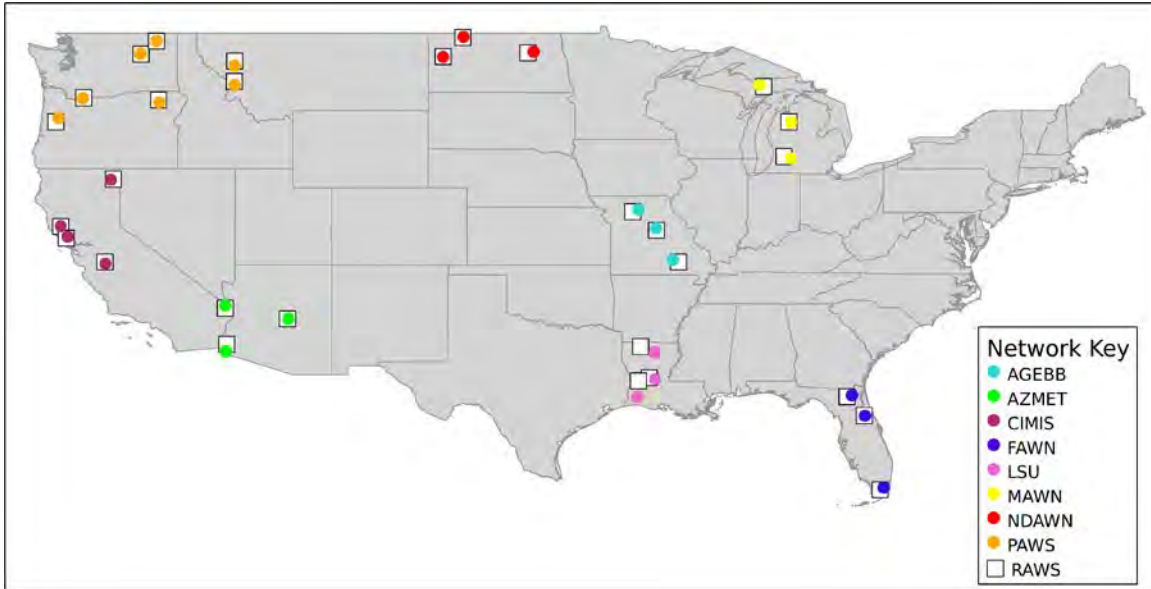 Network Key
AGEBB
AZMET
CIMIS
FAWN
LSU
MAWN
NDAWN
PAWS
RAWS